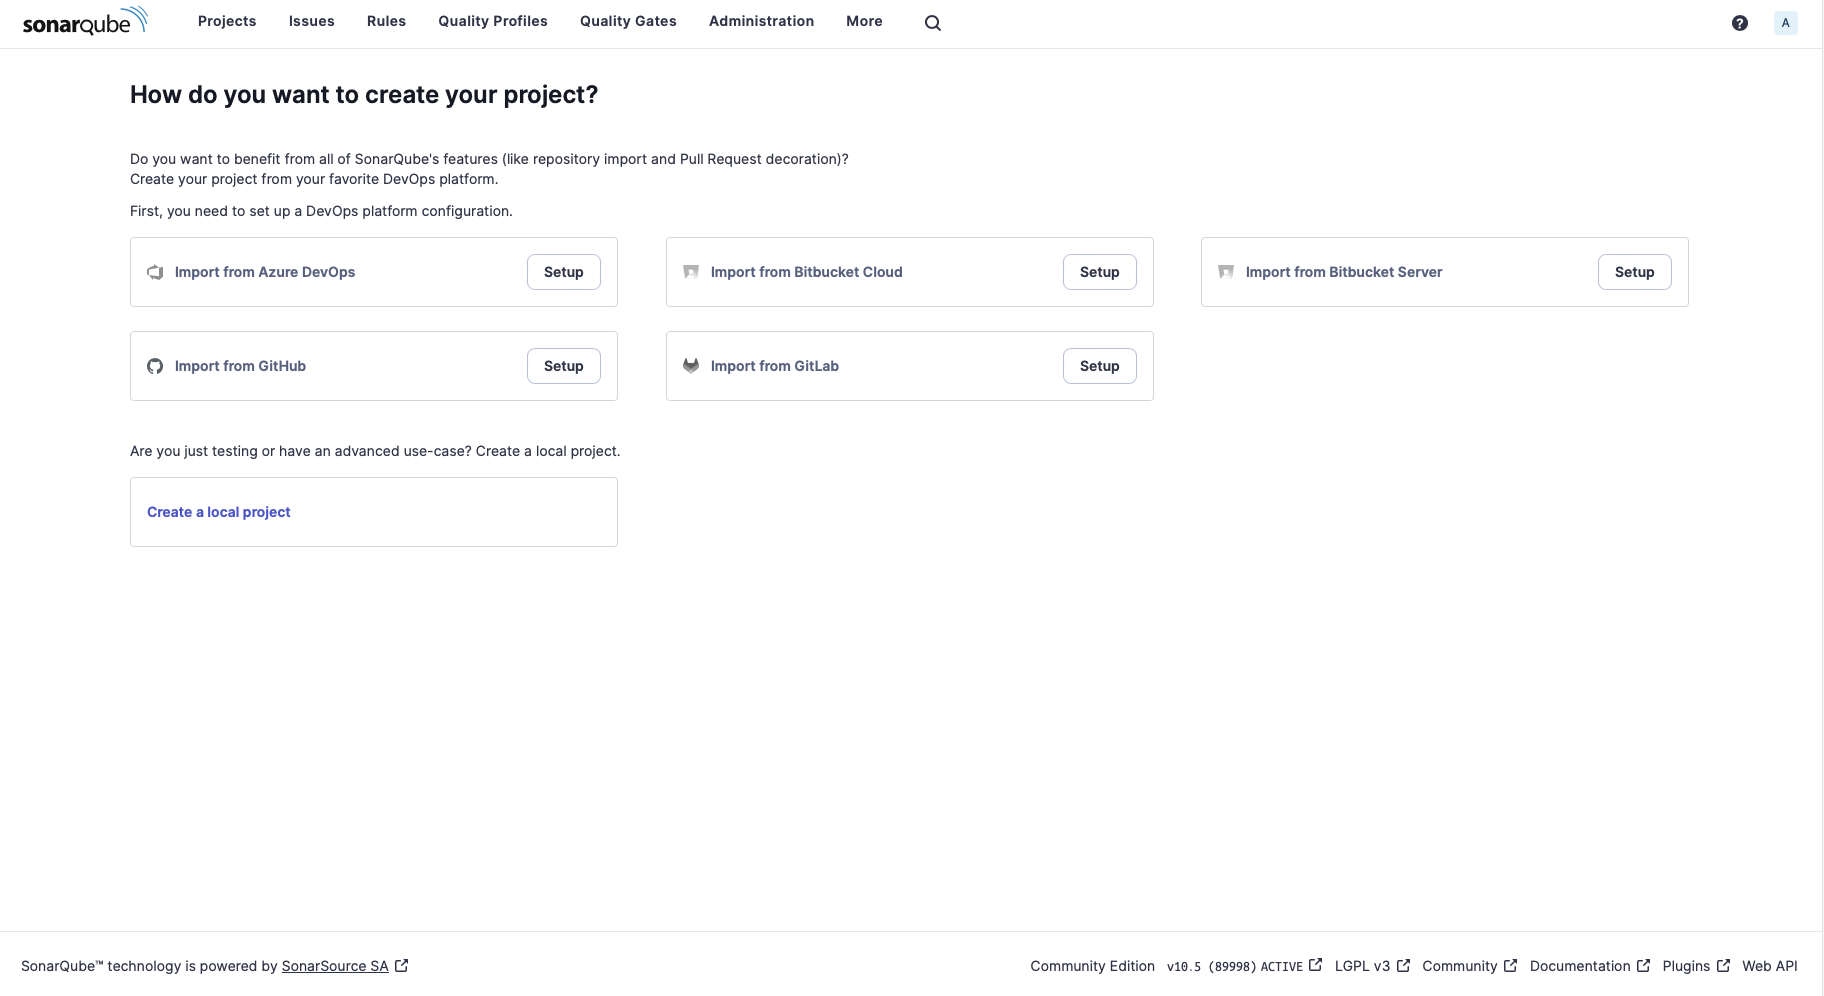 sonarqube Projects Issues Rules Quality Profiles Quality Gates Administration More ? A
How do you want to create your project?
Do you want to benefit from all of SonarQube's features (like repository import and Pull Request decoration)?
Create your project from your favorite DevOps platform.
First, you need to set up a DevOps platform configuration.
Import from Azure DevOps Setup Import from Bitbucket Cloud Setup Import from Bitbucket Server Setup
Import from GitHub Setup Import from GitLab Setup
Are you just testing or have an advanced use-case? Create a local project.
Create a local project
SonarQube™ technology is powered by SonarSource SA Community Edition v10.5 (89998) ACTIVE LGPL v3 Community Documentation Plugins Web API